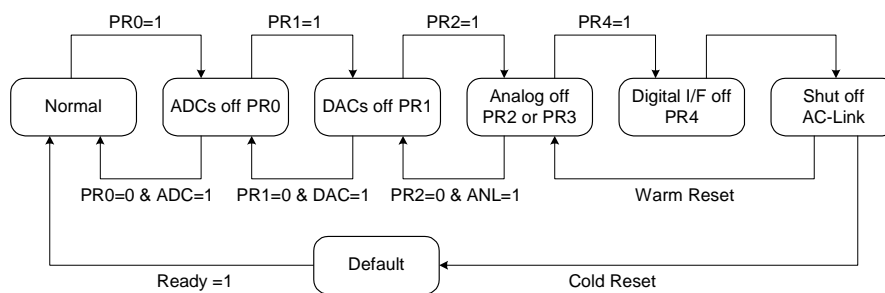 PR0=1
PR1=1
PR2=1
PR4=1
Normal
ADCs off PR0
DACs off PR1
Analog off
PR2 or PR3
Digital I/F off
PR4
Shut off
AC-Link
PR0=0 & ADC=1
PR1=0 & DAC=1
PR2=0 & ANL=1
Warm Reset
Default
Ready =1
Cold Reset